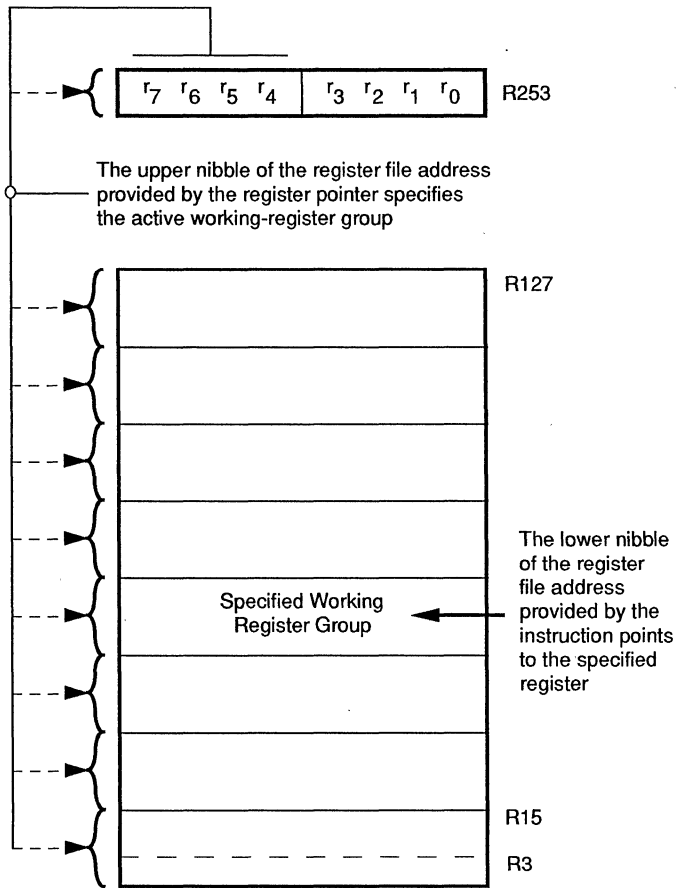 r7 r6 r5 r4 r3 r2 r1 r0 R253
The upper nibble of the register file address
provided by the register pointer specifies
the active working-register group
R127
The lower nibble
of the register
file address
provided by the
instruction points
to the specified
register
Specified Working
Register Group
R15
R3